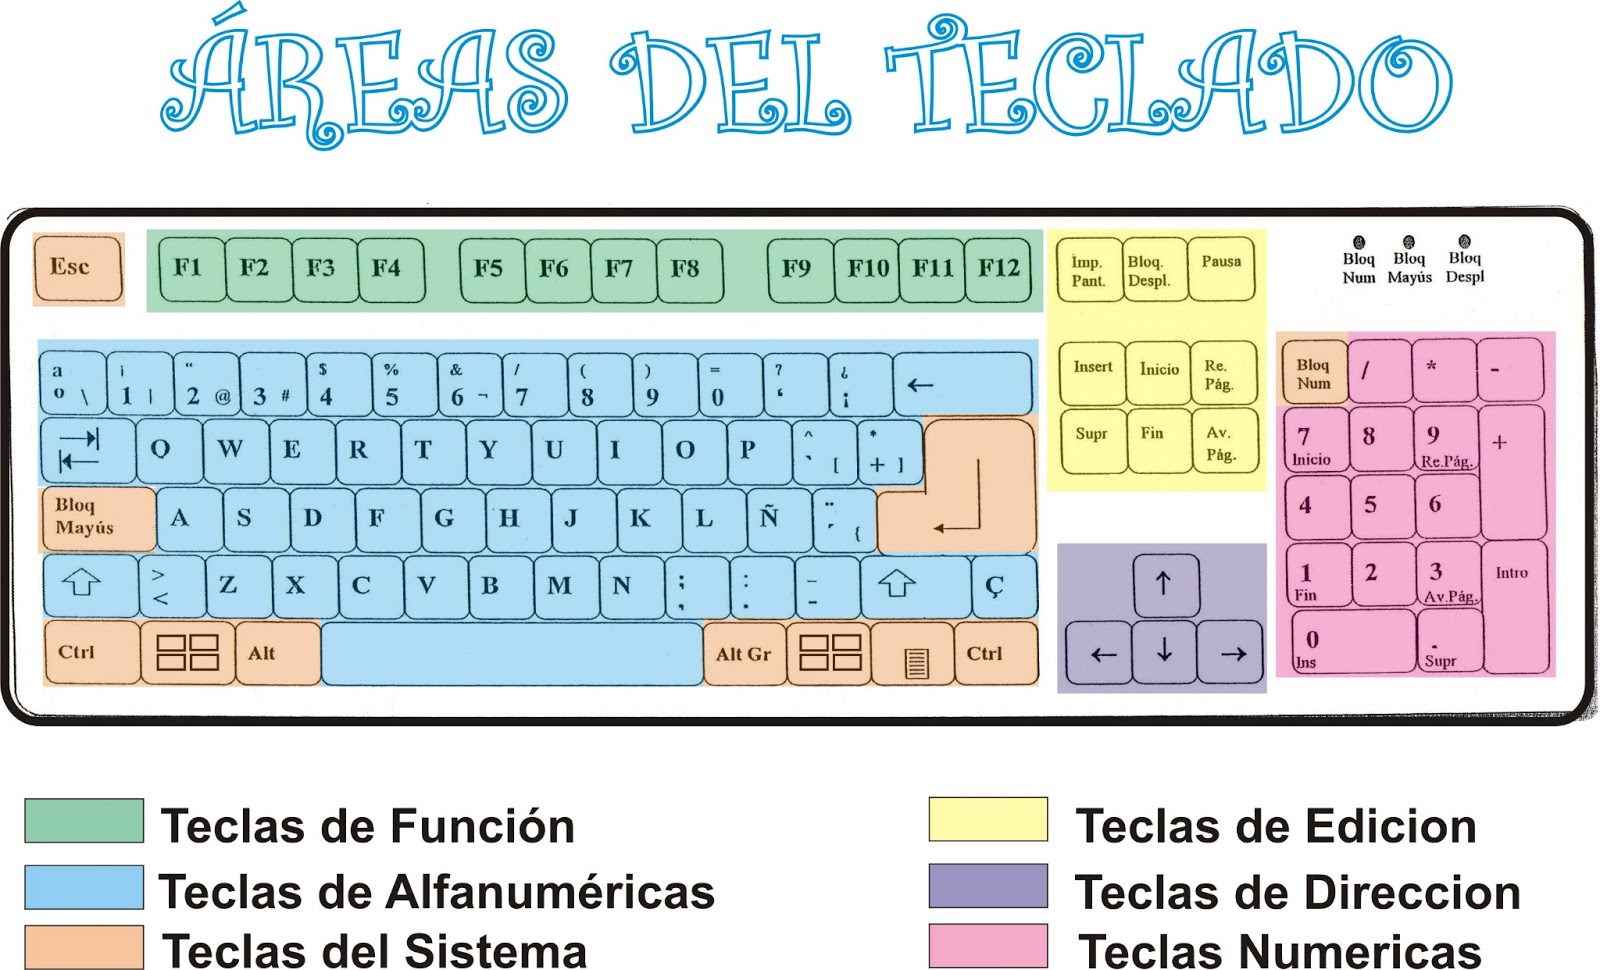 ÁREAS DEL TECLADO
Esc F1 F2 F3 F4 F5 F6 F7 F8 F9 F10 F11 F12
Imp. Pant. Bloq. Despl. Pausa
Bloq Num Bloq Mayús Bloq Despl
a º \ ¡ 1 | “ 2 @ 3 # $ 4 % 5 & 6 ¬ / 7 ( 8 ) 9 = 0 ? ‘ ¿ ¡ ←
Insert Inicio Re. Pág.
Bloq Num / * -
Q W E R T Y U I O P ^ ` [ * + ]
Supr Fin Av. Pág.
7 Inicio 8 9 Re.Pág. +
Bloq Mayús A S D F G H J K L Ñ ¨ ´ {
4 5 6
> < Z X C V B M N ; , : . – - Ç
↑
1 Fin 2 3 Av.Pág. Intro
Ctrl Alt Alt Gr Ctrl
← ↓ →
0 Ins . Supr
Teclas de Función
Teclas de Alfanuméricas
Teclas del Sistema
Teclas de Edicion
Teclas de Direccion
Teclas Numericas